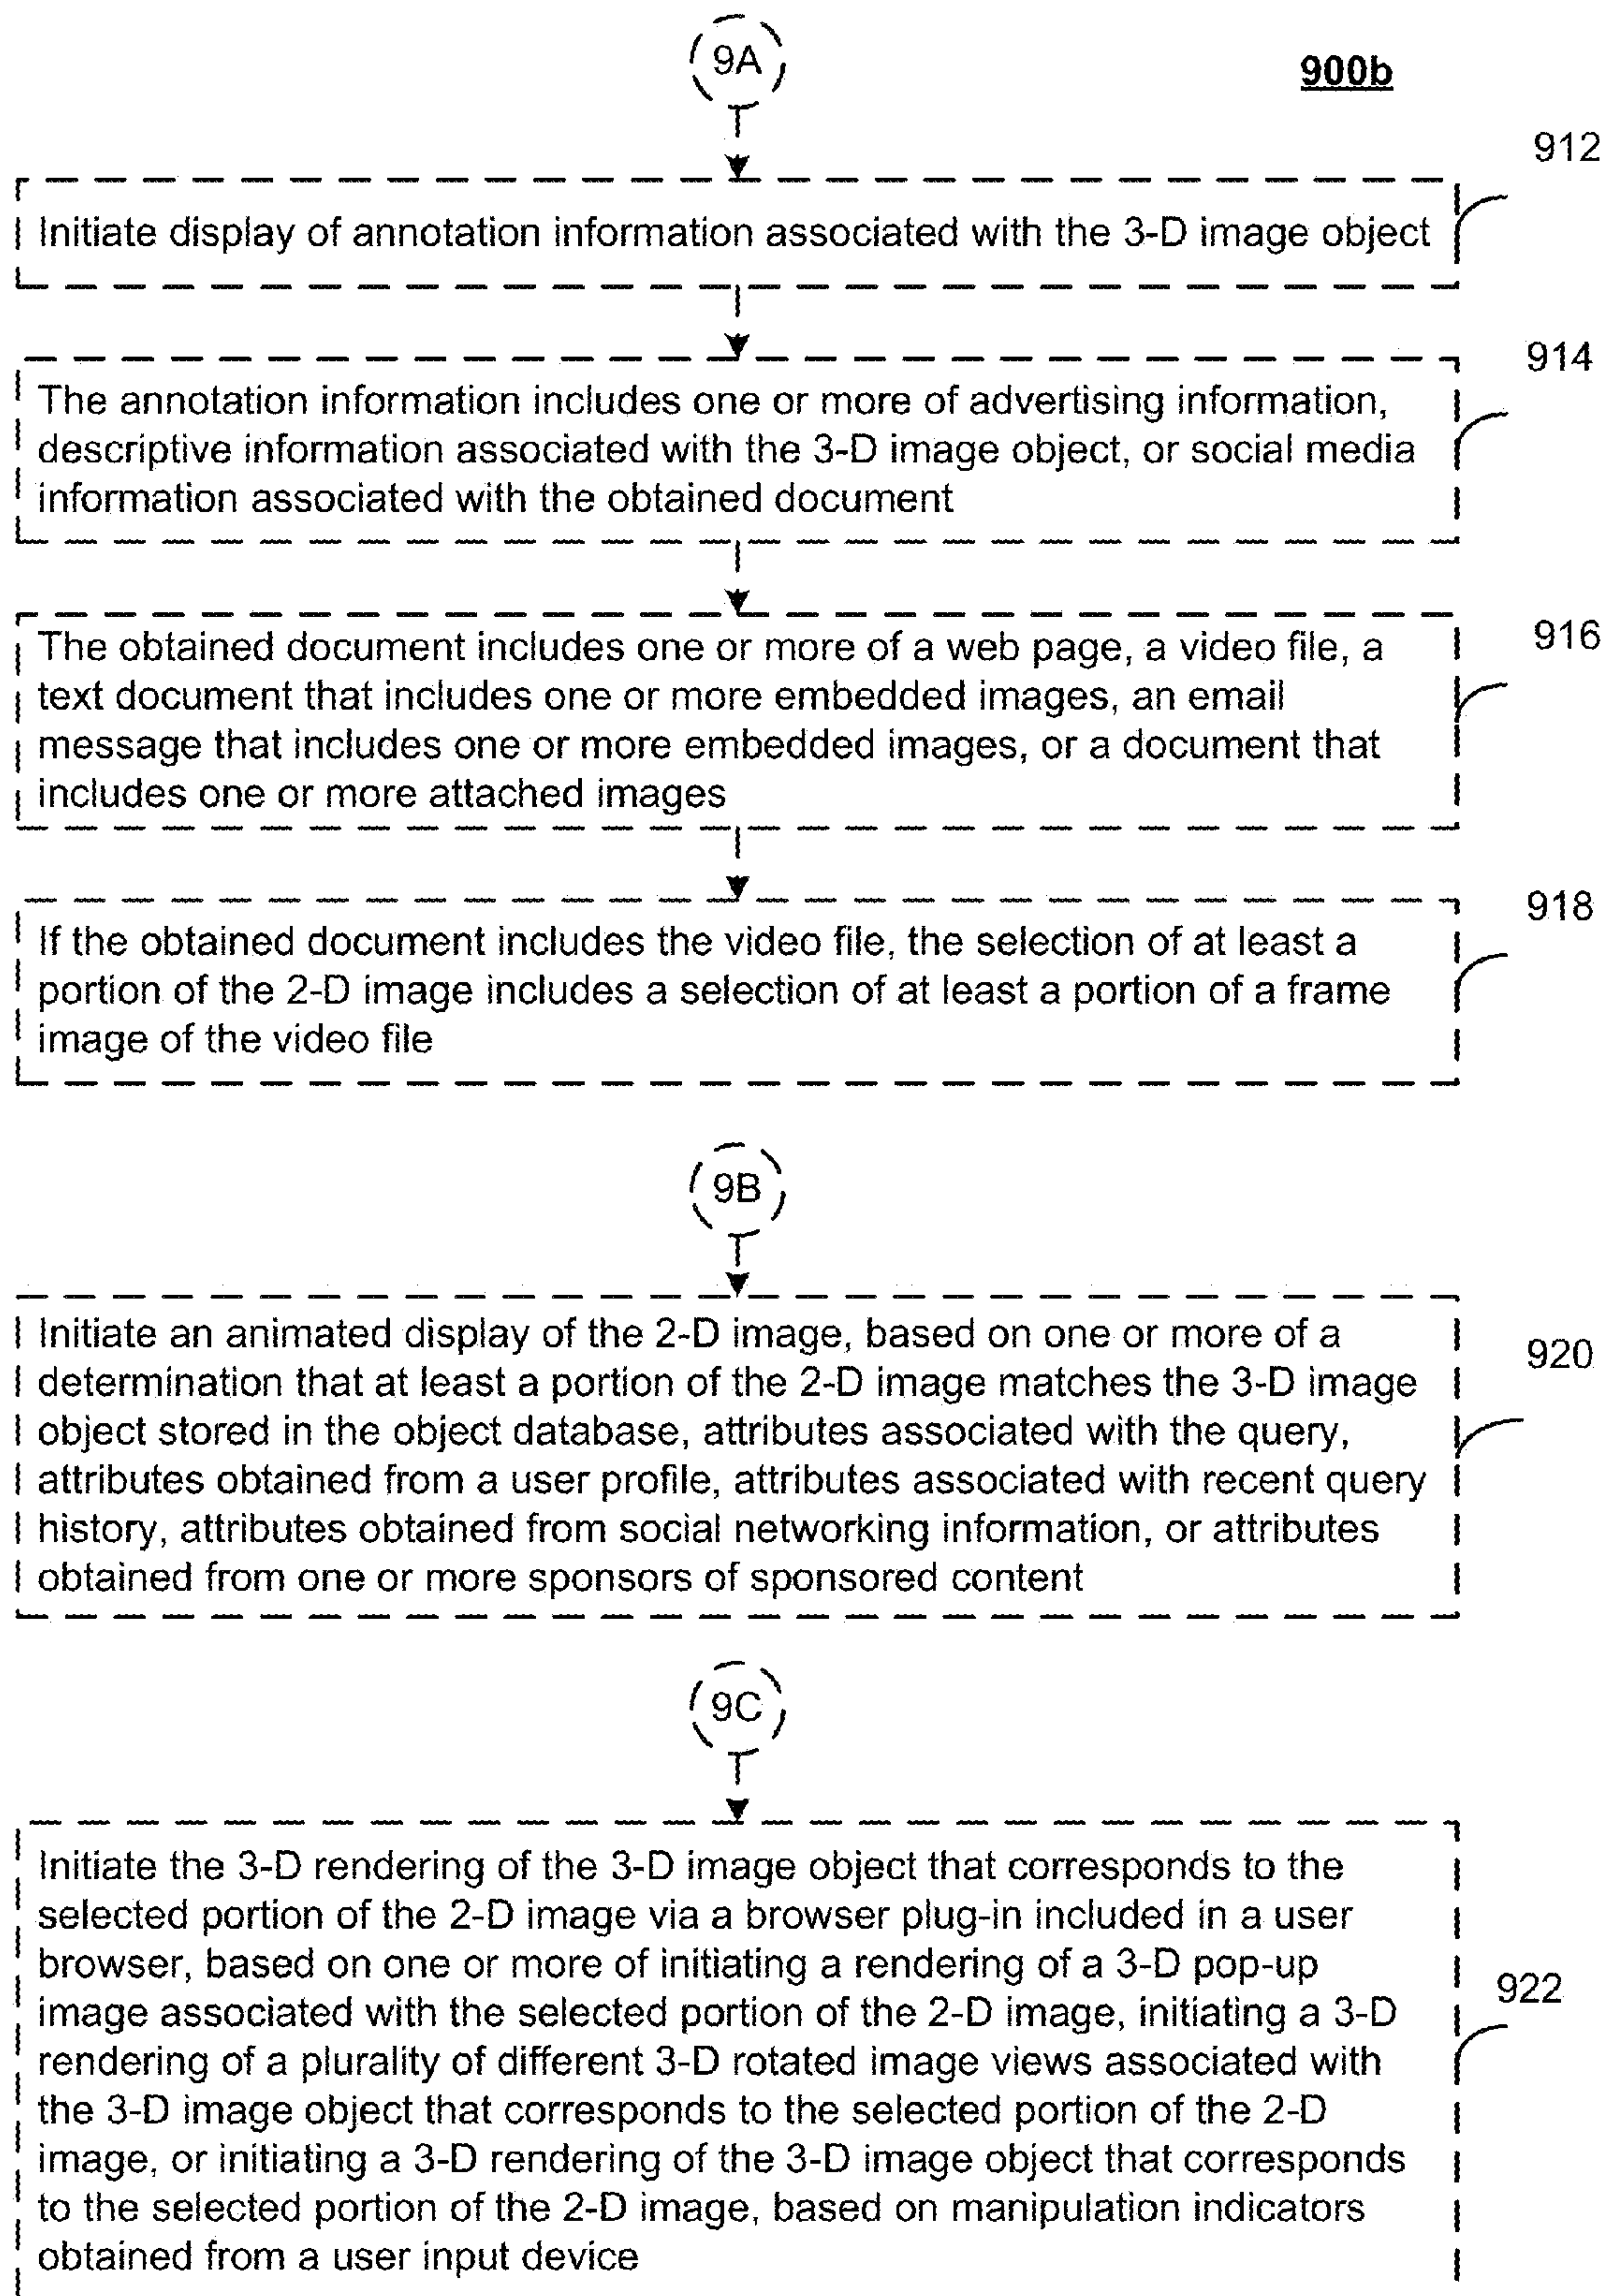 9A
900b
912
Initiate display of annotation information associated with the 3-D image object
914
The annotation information includes one or more of advertising information,
descriptive information associated with the 3-D image object, or social media
information associated with the obtained document
916
The obtained document includes one or more of a web page, a video file, a
text document that includes one or more embedded images, an email
message that includes one or more embedded images, or a document that
includes one or more attached images
918
If the obtained document includes the video file, the selection of at least a
portion of the 2-D image includes a selection of at least a portion of a frame
image of the video file
9B
Initiate an animated display of the 2-D image, based on one or more of a
determination that at least a portion of the 2-D image matches the 3-D image
object stored in the object database, attributes associated with the query,
attributes obtained from a user profile, attributes associated with recent query
history, attributes obtained from social networking information, or attributes
obtained from one or more sponsors of sponsored content
920
9C
Initiate the 3-D rendering of the 3-D image object that corresponds to the
selected portion of the 2-D image via a browser plug-in included in a user
browser, based on one or more of initiating a rendering of a 3-D pop-up
image associated with the selected portion of the 2-D image, initiating a 3-D
rendering of a plurality of different 3-D rotated image views associated with
the 3-D image object that corresponds to the selected portion of the 2-D
image, or initiating a 3-D rendering of the 3-D image object that corresponds
to the selected portion of the 2-D image, based on manipulation indicators
obtained from a user input device
922